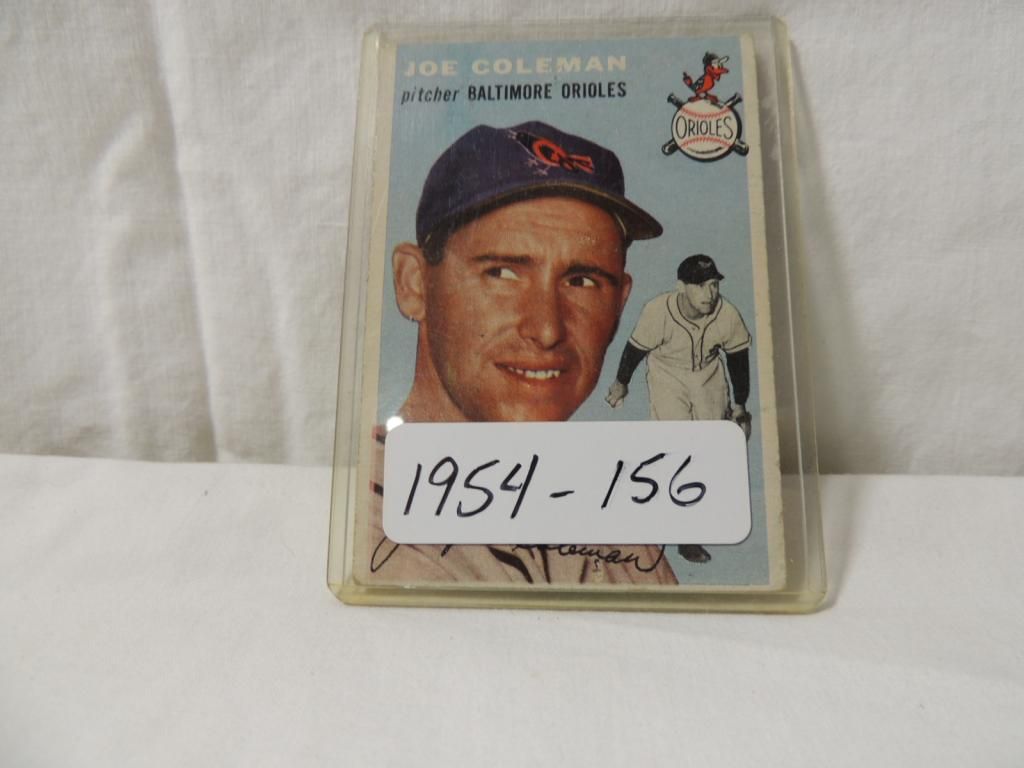 JOE COLEMAN
pitcher BALTIMORE ORIOLES
ORIOLES
1954 - 156